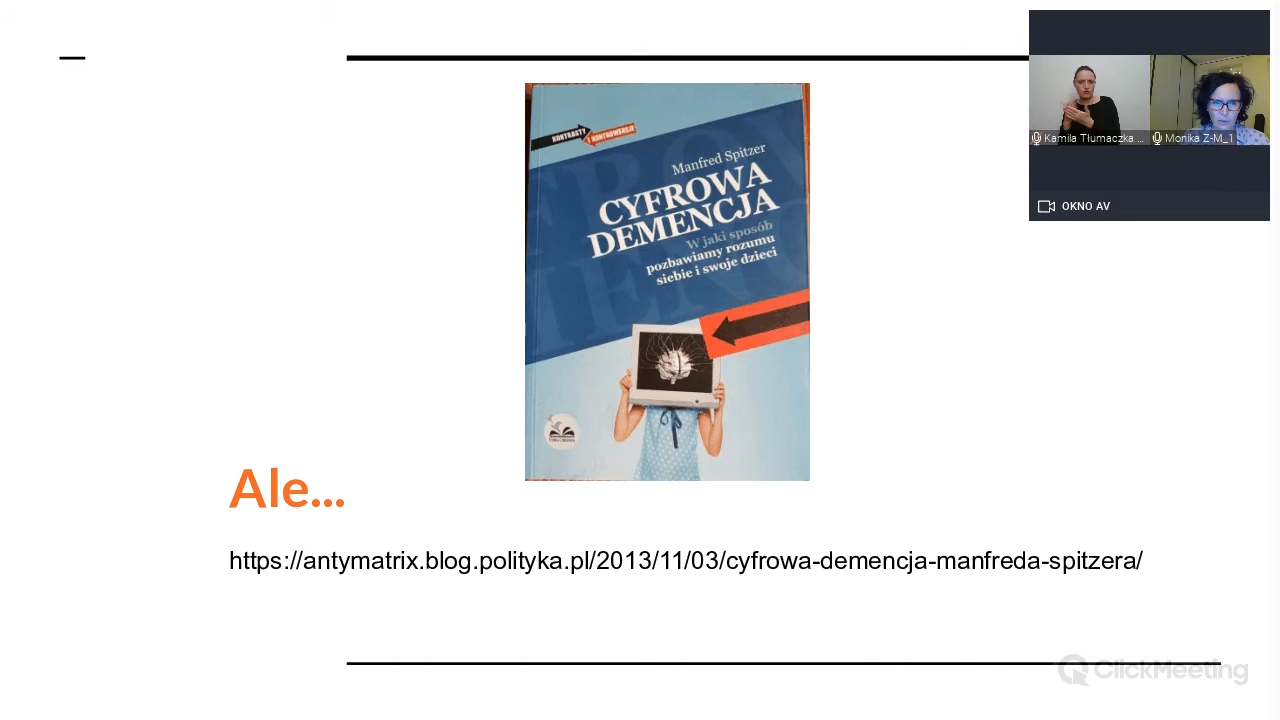 KONTRASTY
I KONTROWERSJE
Manfred Spitzer
CYFROWA
DEMENCJA
W jaki sposób
pozbawiamy rozumu
siebie i swoje dzieci
Kamila Tłumaczka ...
Monika Z-M_1
OKNO AV
Ale...
https://antymatrix.blog.polityka.pl/2013/11/03/cyfrowa-demencja-manfreda-spitzera/
ClickMeeting